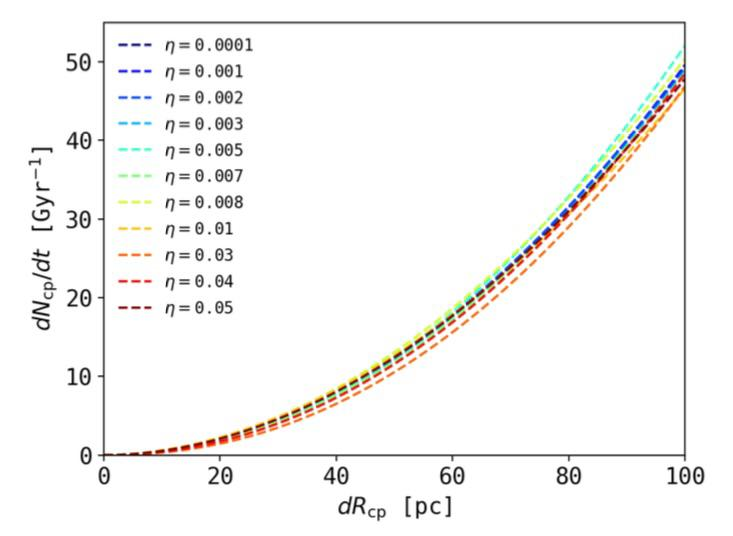 η = 0.0001
η = 0.001
η = 0.002
η = 0.003
η = 0.005
η = 0.007
η = 0.008
η = 0.01
η = 0.03
η = 0.04
η = 0.05
50
40
30
20
10
0
dN_cp/dt [Gyr⁻¹]
0 20 40 60 80 100
dR_cp [pc]